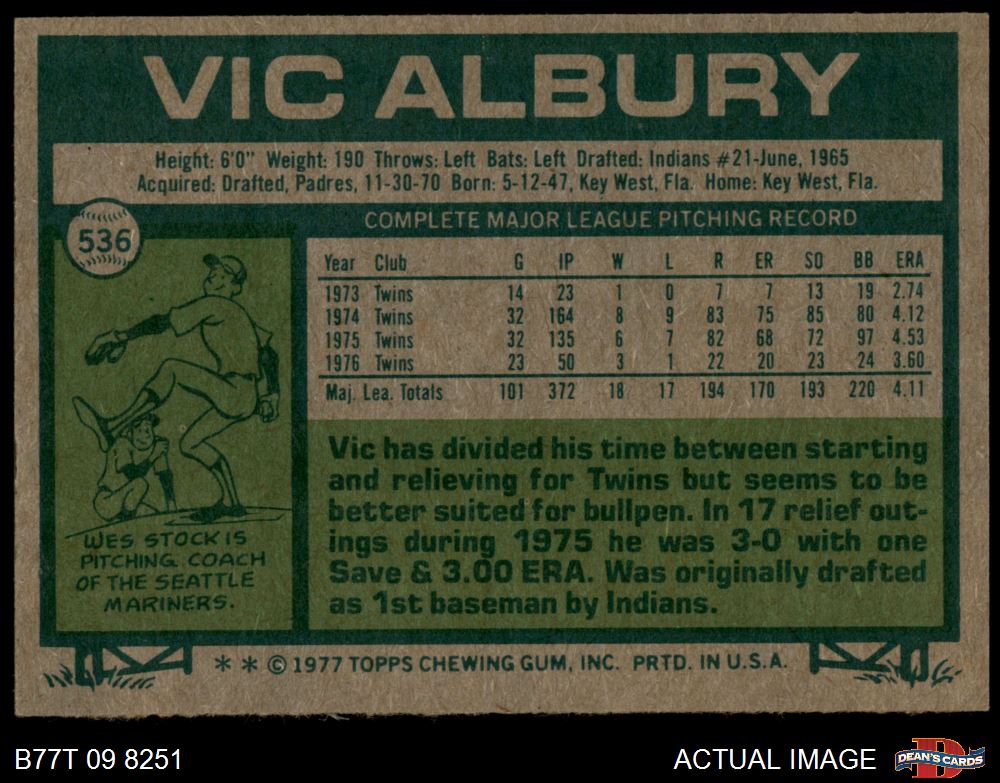 VIC ALBURY
Height: 6'0" Weight: 190 Throws: Left Bats: Left Drafted: Indians #21-June, 1965
Acquired: Drafted, Padres, 11-30-70 Born: 5-12-47, Key West, Fla. Home: Key West, Fla.
536
COMPLETE MAJOR LEAGUE PITCHING RECORD
Year Club G IP W L R ER SO BB ERA
1973 Twins 14 23 1 0 7 7 13 19 2.74
1974 Twins 32 164 8 9 83 75 85 80 4.12
1975 Twins 32 135 6 7 82 68 72 97 4.53
1976 Twins 23 50 3 1 22 20 23 24 3.60
Maj. Lea. Totals 101 372 18 17 194 170 193 220 4.11
WES STOCK IS
PITCHING COACH
OF THE SEATTLE
MARINERS.
Vic has divided his time between starting
and relieving for Twins but seems to be
better suited for bullpen. In 17 relief out-
ings during 1975 he was 3-0 with one
Save & 3.00 ERA. Was originally drafted
as 1st baseman by Indians.
* * © 1977 TOPPS CHEWING GUM, INC. PRTD. IN U.S.A.
B77T 09 8251
ACTUAL IMAGE
D
DEAN'S CARDS